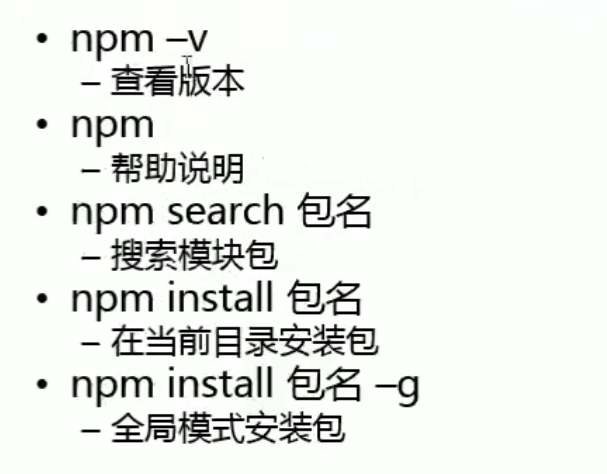 • npm –v
– 查看版本
• npm
– 帮助说明
• npm search 包名
– 搜索模块包
• npm install 包名
– 在当前目录安装包
• npm install 包名 –g
– 全局模式安装包